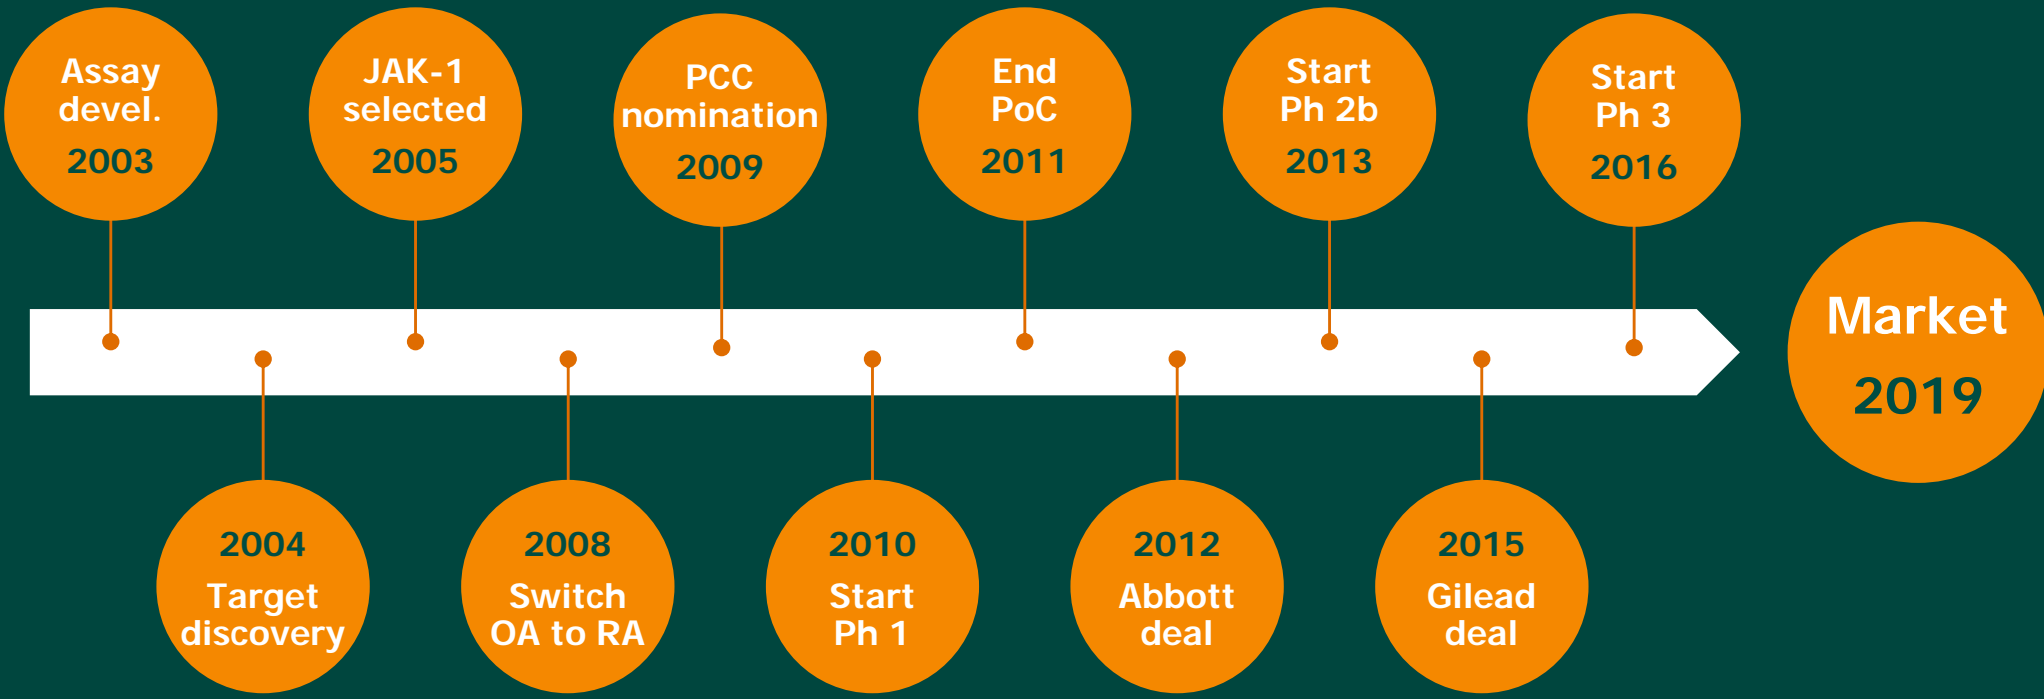 Assay
devel.
2003
JAK-1
selected
2005
PCC
nomination
2009
End
PoC
2011
Start
Ph 2b
2013
Start
Ph 3
2016
Market
2019
2004
Target
discovery
2008
Switch
OA to RA
2010
Start
Ph 1
2012
Abbott
deal
2015
Gilead
deal